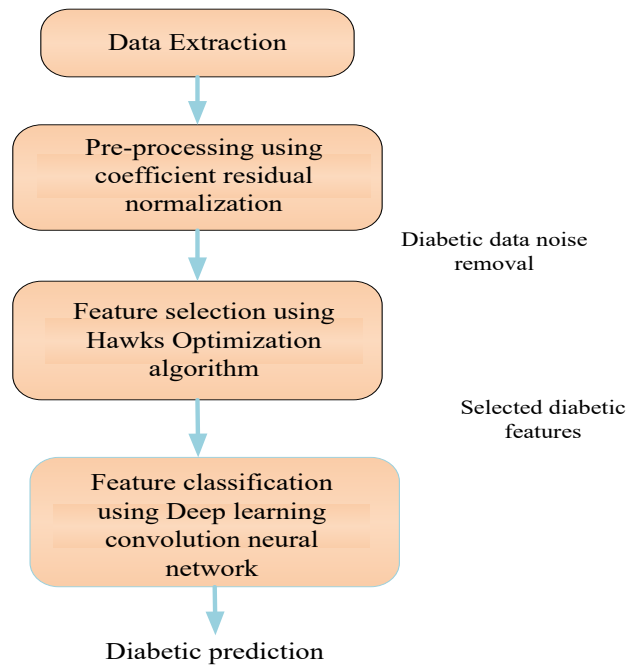 Data Extraction
Pre-processing using
coefficient residual
normalization
Diabetic data noise
removal
Feature selection using
Hawks Optimization
algorithm
Selected diabetic
features
Feature classification
using Deep learning
convolution neural
network
Diabetic prediction